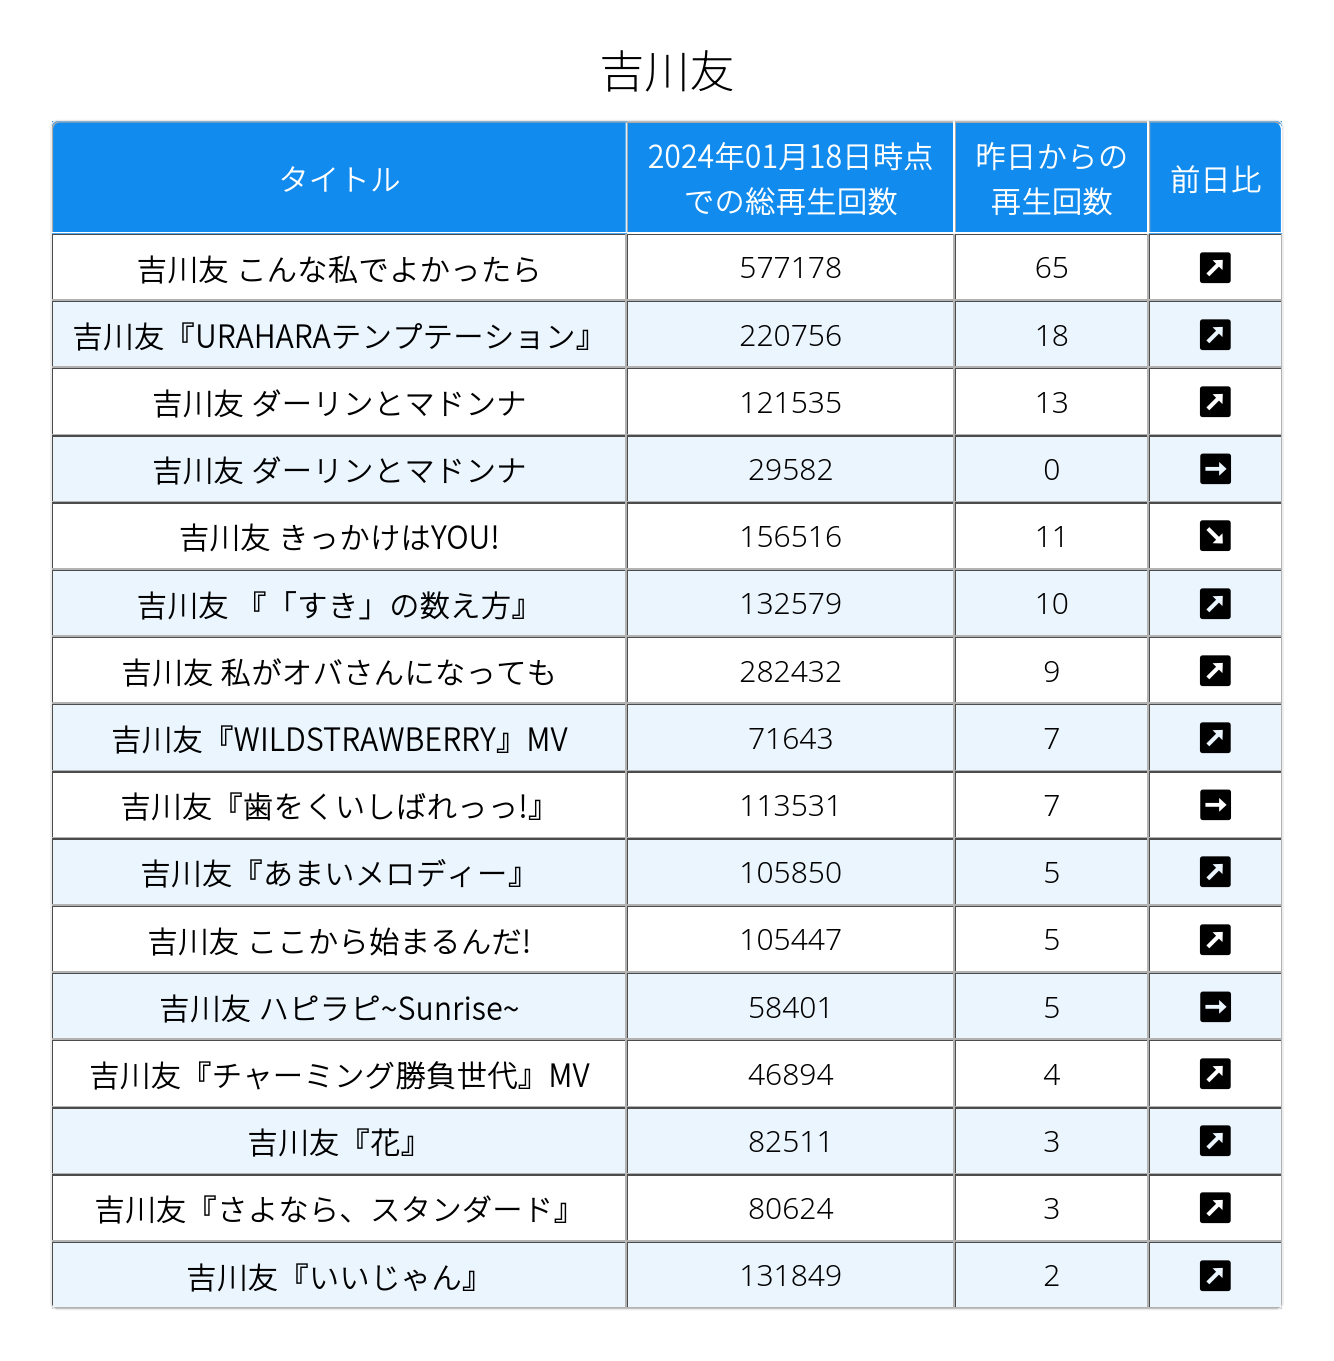 吉川友
タイトル 2024年01月18日時点 昨日からの 前日比
での総再生回数 再生回数
吉川友 こんな私でよかったら 577178 65
吉川友『URAHARAテンプテーション』 220756 18
吉川友 ダーリンとマドンナ 121535 13
吉川友 ダーリンとマドンナ 29582 0
吉川友 きっかけはYOU! 156516 11
吉川友 『「すき」の数え方』 132579 10
吉川友 私がオバさんになっても 282432 9
吉川友『WILDSTRAWBERRY』MV 71643 7
吉川友『歯をくいしばれっっ!』 113531 7
吉川友『あまいメロディー』 105850 5
吉川友 ここから始まるんだ! 105447 5
吉川友 ハピラピ~Sunrise~ 58401 5
吉川友『チャーミング勝負世代』MV 46894 4
吉川友『花』 82511 3
吉川友『さよなら、スタンダード』 80624 3
吉川友『いいじゃん』 131849 2